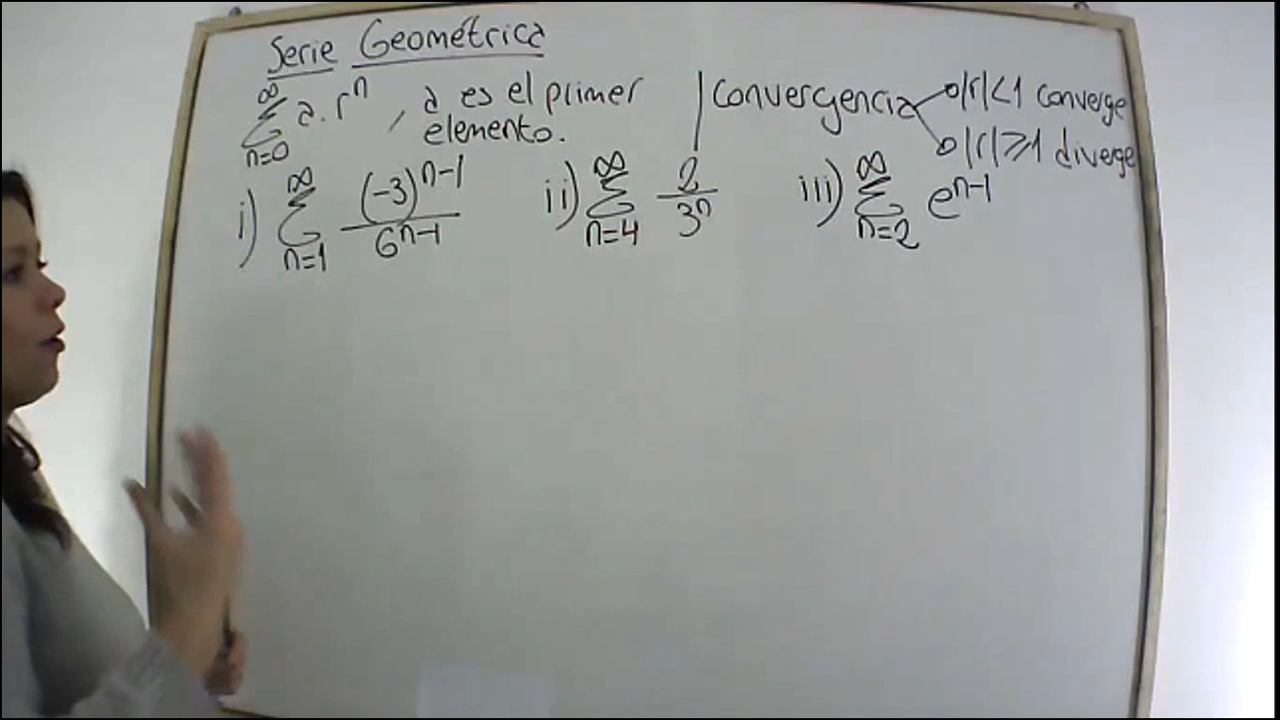 Serie Geométrica
∞
∑ a.rⁿ, a es el primer | Convergencia o|r|<1 converge
n=0 elemento. o|r|≥1 diverge
i) ∑_{n=1}^{∞} (-3)^{n-1} / 6^{n-1} ii) ∑_{n=4}^{∞} 2 / 3^n iii) ∑_{n=2}^{∞} e^{n-1}